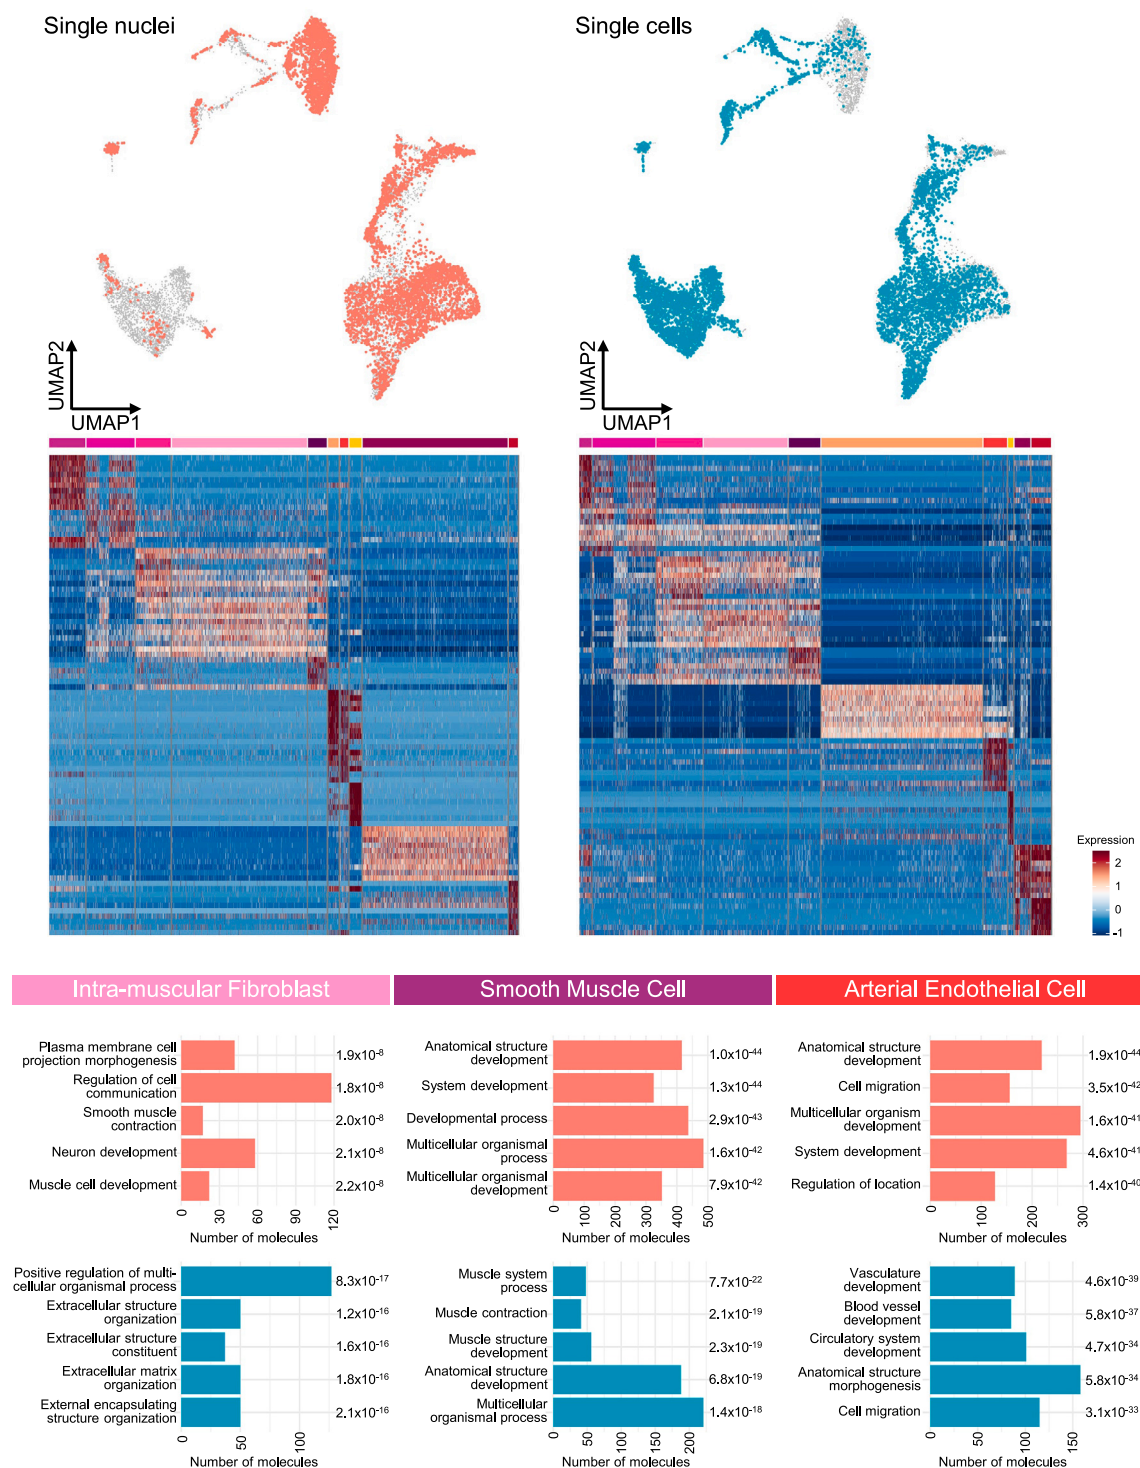 Single nuclei
Single cells
UMAP2
UMAP1
UMAP2
UMAP1
Expression
2
1
0
-1
Intra-muscular Fibroblast
Smooth Muscle Cell
Arterial Endothelial Cell
Plasma membrane cell
projection morphogenesis
1.9x10⁻⁸
Regulation of cell
communication
1.8x10⁻⁸
Smooth muscle
contraction
2.0x10⁻⁸
Neuron development
2.1x10⁻⁸
Muscle cell development
2.2x10⁻⁸
0 30 60 90 120
Number of molecules
Anatomical structure
development
1.0x10⁻⁴⁴
System development
1.3x10⁻⁴⁴
Developmental process
2.9x10⁻⁴³
Multicellular organismal
process
1.6x10⁻⁴²
Multicellular organismal
development
7.9x10⁻⁴²
0 100 200 300 400 500
Number of molecules
Anatomical structure
development
1.9x10⁻⁴⁴
Cell migration
3.5x10⁻⁴²
Multicellular organism
development
1.6x10⁻⁴¹
System development
4.6x10⁻⁴¹
Regulation of location
1.4x10⁻⁴⁰
0 100 200 300
Number of molecules
Positive regulation of multi-
cellular organismal process
8.3x10⁻¹⁷
Extracellular structure
organization
1.2x10⁻¹⁶
Extracellular structure
constituent
1.6x10⁻¹⁶
Extracellular matrix
organization
1.8x10⁻¹⁶
External encapsulating
structure organization
2.1x10⁻¹⁶
0 50 100
Number of molecules
Muscle system
process
7.7x10⁻²²
Muscle contraction
2.1x10⁻¹⁹
Muscle structure
development
2.3x10⁻¹⁹
Anatomical structure
development
6.8x10⁻¹⁹
Multicellular
organismal process
1.4x10⁻¹⁸
0 50 100 150 200
Number of molecules
Vasculature
development
4.6x10⁻³⁹
Blood vessel
development
5.8x10⁻³⁷
Circulatory system
development
4.7x10⁻³⁴
Anatomical structure
morphogenesis
5.8x10⁻³⁴
Cell migration
3.1x10⁻³³
0 50 100 150
Number of molecules